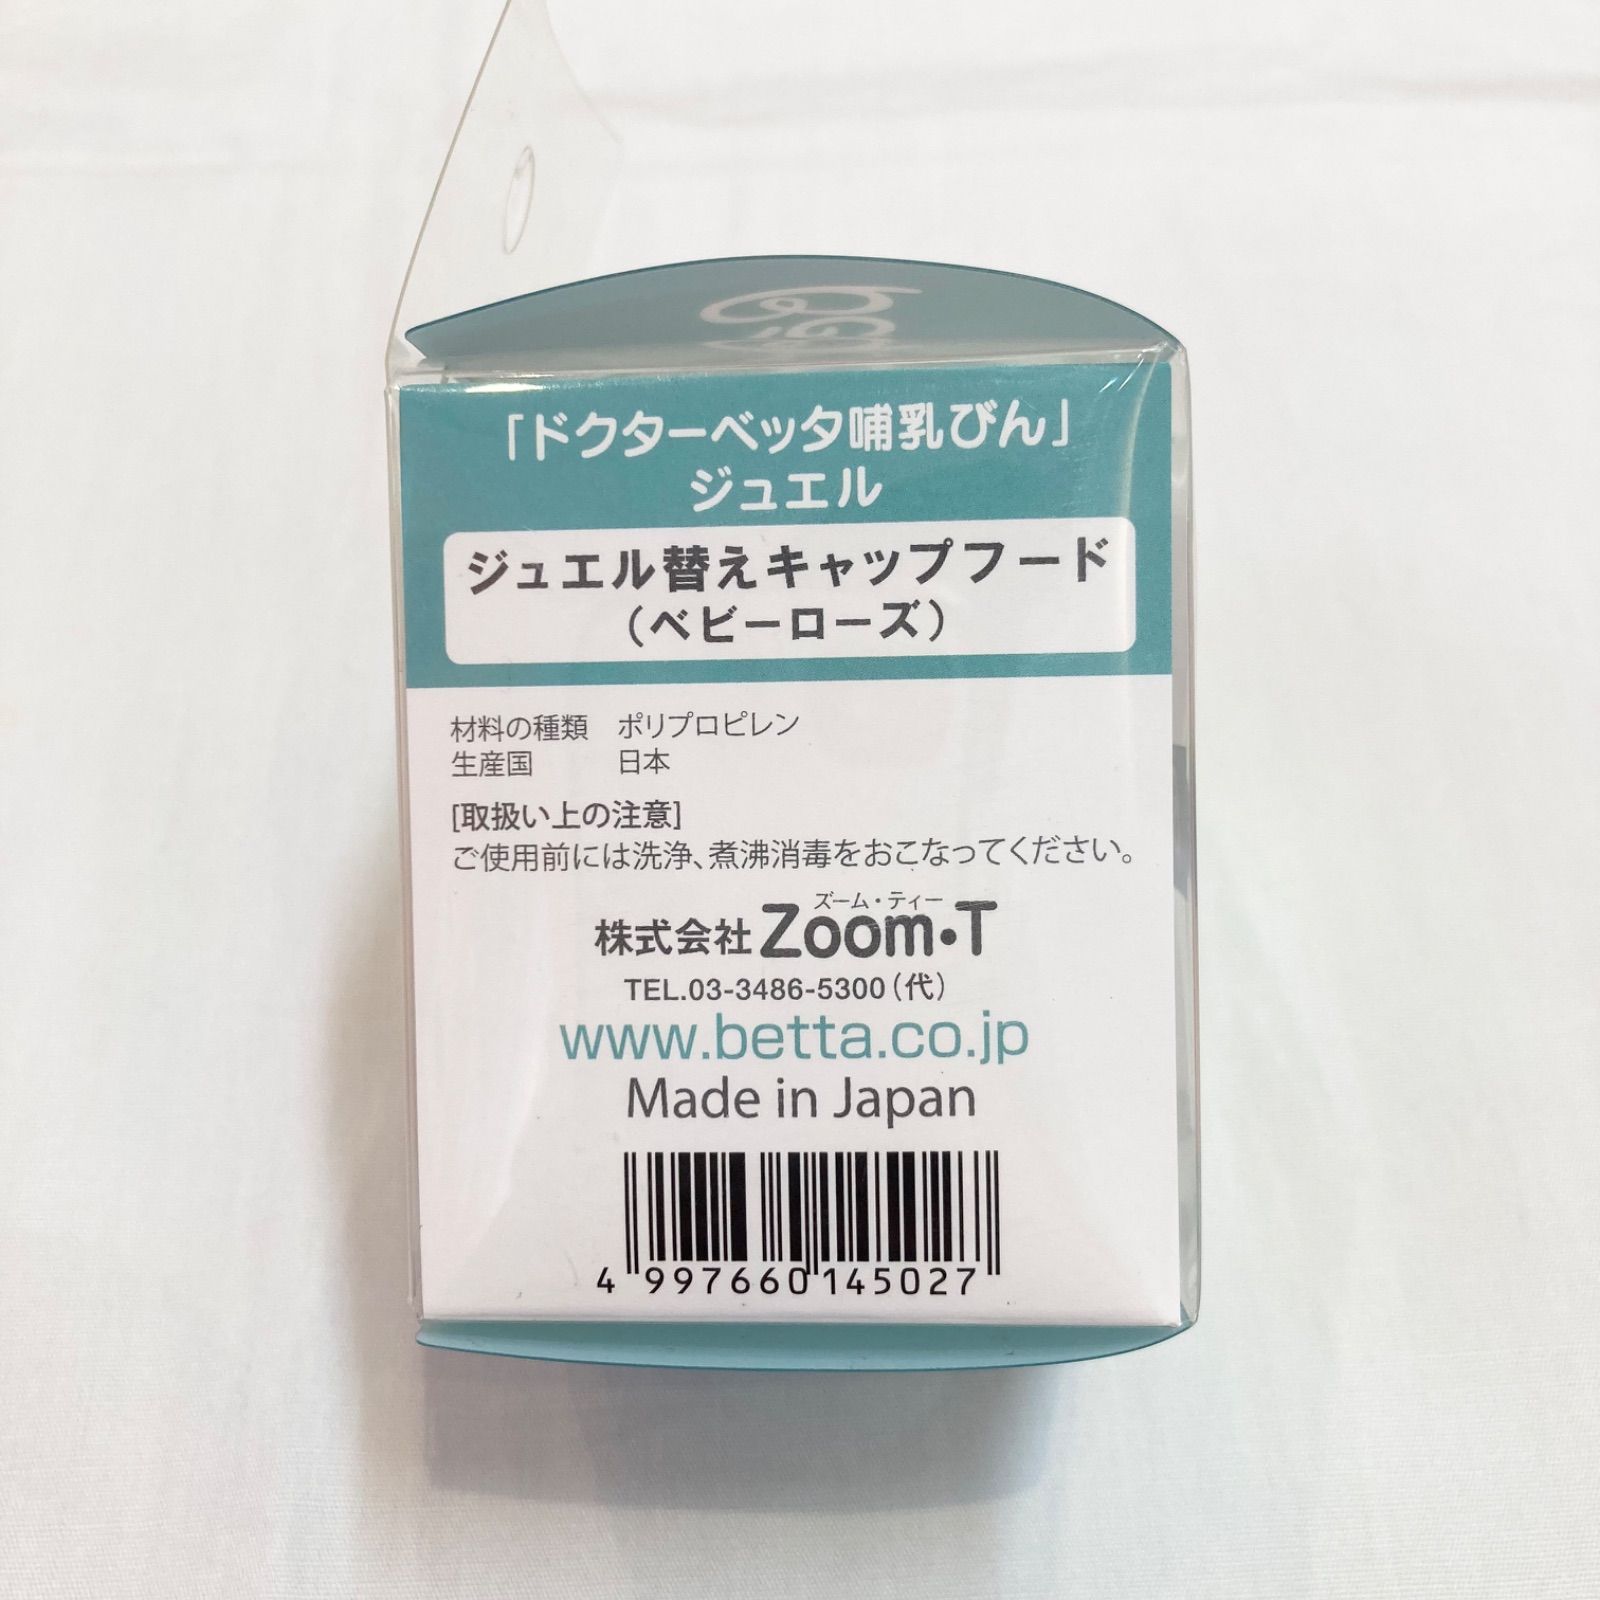 「ドクターベッタ哺乳びん」
ジュエル
ジュエル替えキャップフード
（ベビーローズ）
材料の種類　ポリプロピレン
生産国　日本
[取扱い上の注意]
ご使用前には洗浄、煮沸消毒をおこなってください。
ズーム・ティー
株式会社 Zoom・T
TEL.03-3486-5300（代）
www.betta.co.jp
Made in Japan
4 997660 145027